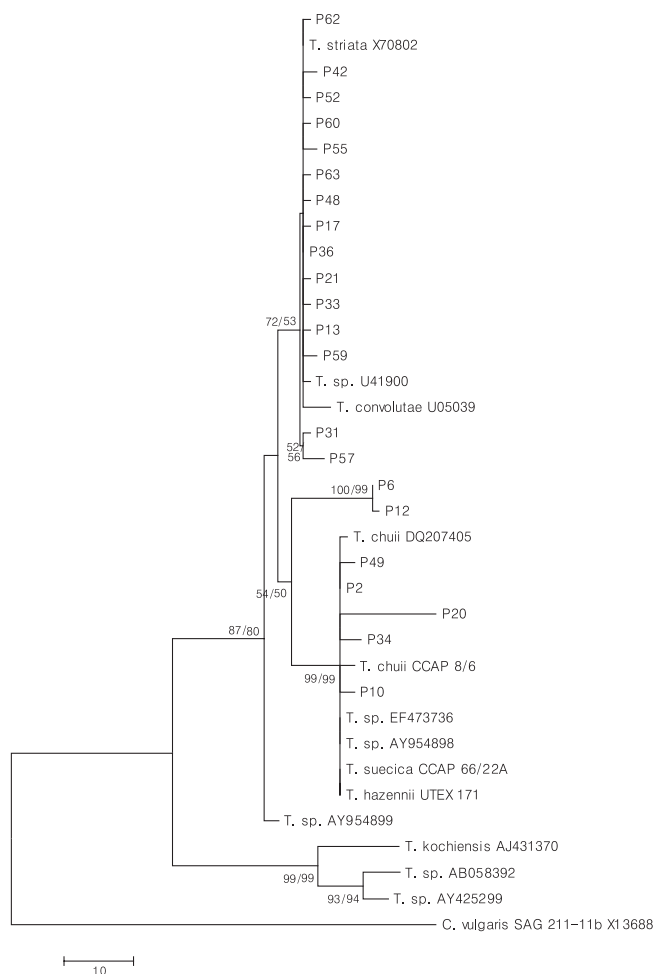 P62
T. striata X70802
P42
P52
P60
P55
P63
P48
P17
P36
P21
P33
72/53
P13
P59
T. sp. U41900
T. convolutae U05039
P31
52/
56
P57
100/99
P6
P12
T. chuii DQ207405
P49
P2
54/50
P20
87/80
P34
T. chuii CCAP 8/6
99/99
P10
T. sp. EF473736
T. sp. AY954898
T. suecica CCAP 66/22A
T. hazennii UTEX 171
T. sp. AY954899
T. kochiensis AJ431370
99/99
T. sp. AB058392
93/94
T. sp. AY425299
C. vulgaris SAG 211-11b X13688
10